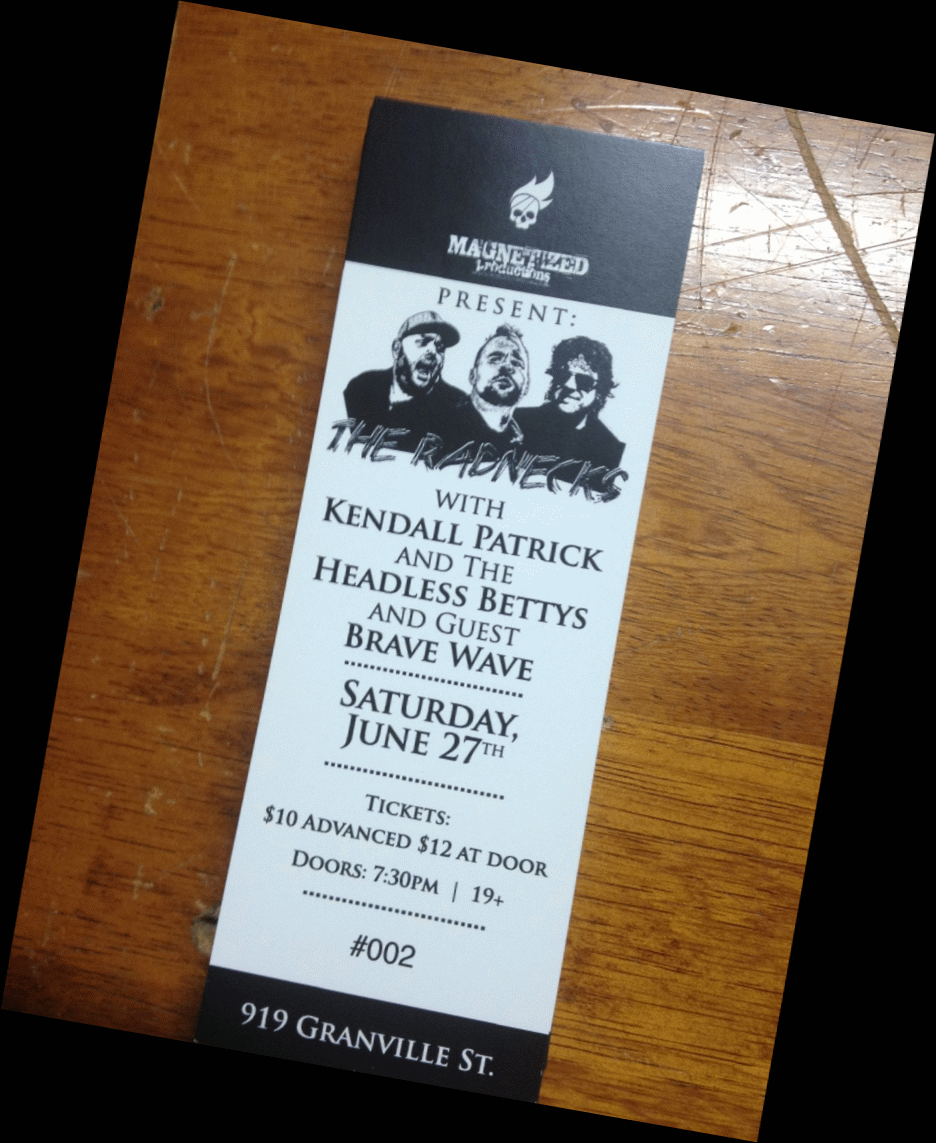 MAGNETIZED
Productions
PRESENT:
THE RADNECKS
WITH
KENDALL PATRICK
AND THE
HEADLESS BETTYS
AND GUEST
BRAVE WAVE
SATURDAY,
JUNE 27TH
TICKETS:
$10 ADVANCED $12 AT DOOR
DOORS: 7:30PM | 19+
#002
919 GRANVILLE ST.